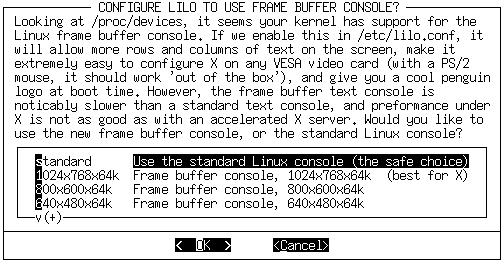 CONFIGURE LILO TO USE FRAME BUFFER CONSOLE?
Looking at /proc/devices, it seems your kernel has support for the
Linux frame buffer console. If we enable this in /etc/lilo.conf, it
will allow more rows and columns of text on the screen, make it
extremely easy to configure X on any VESA video card (with a PS/2
mouse, it should work 'out of the box'), and give you a cool penguin
logo at boot time. However, the frame buffer text console is
noticably slower than a standard text console, and preformance under
X is not as good as with an accelerated X server. Would you like to
use the new frame buffer console, or the standard Linux console?
standard Use the standard Linux console (the safe choice)
1024x768x64k Frame buffer console, 1024x768x64k (best for X)
800x600x64k Frame buffer console, 800x600x64k
640x480x64k Frame buffer console, 640x480x64k
v(+)
< OK > <Cancel>